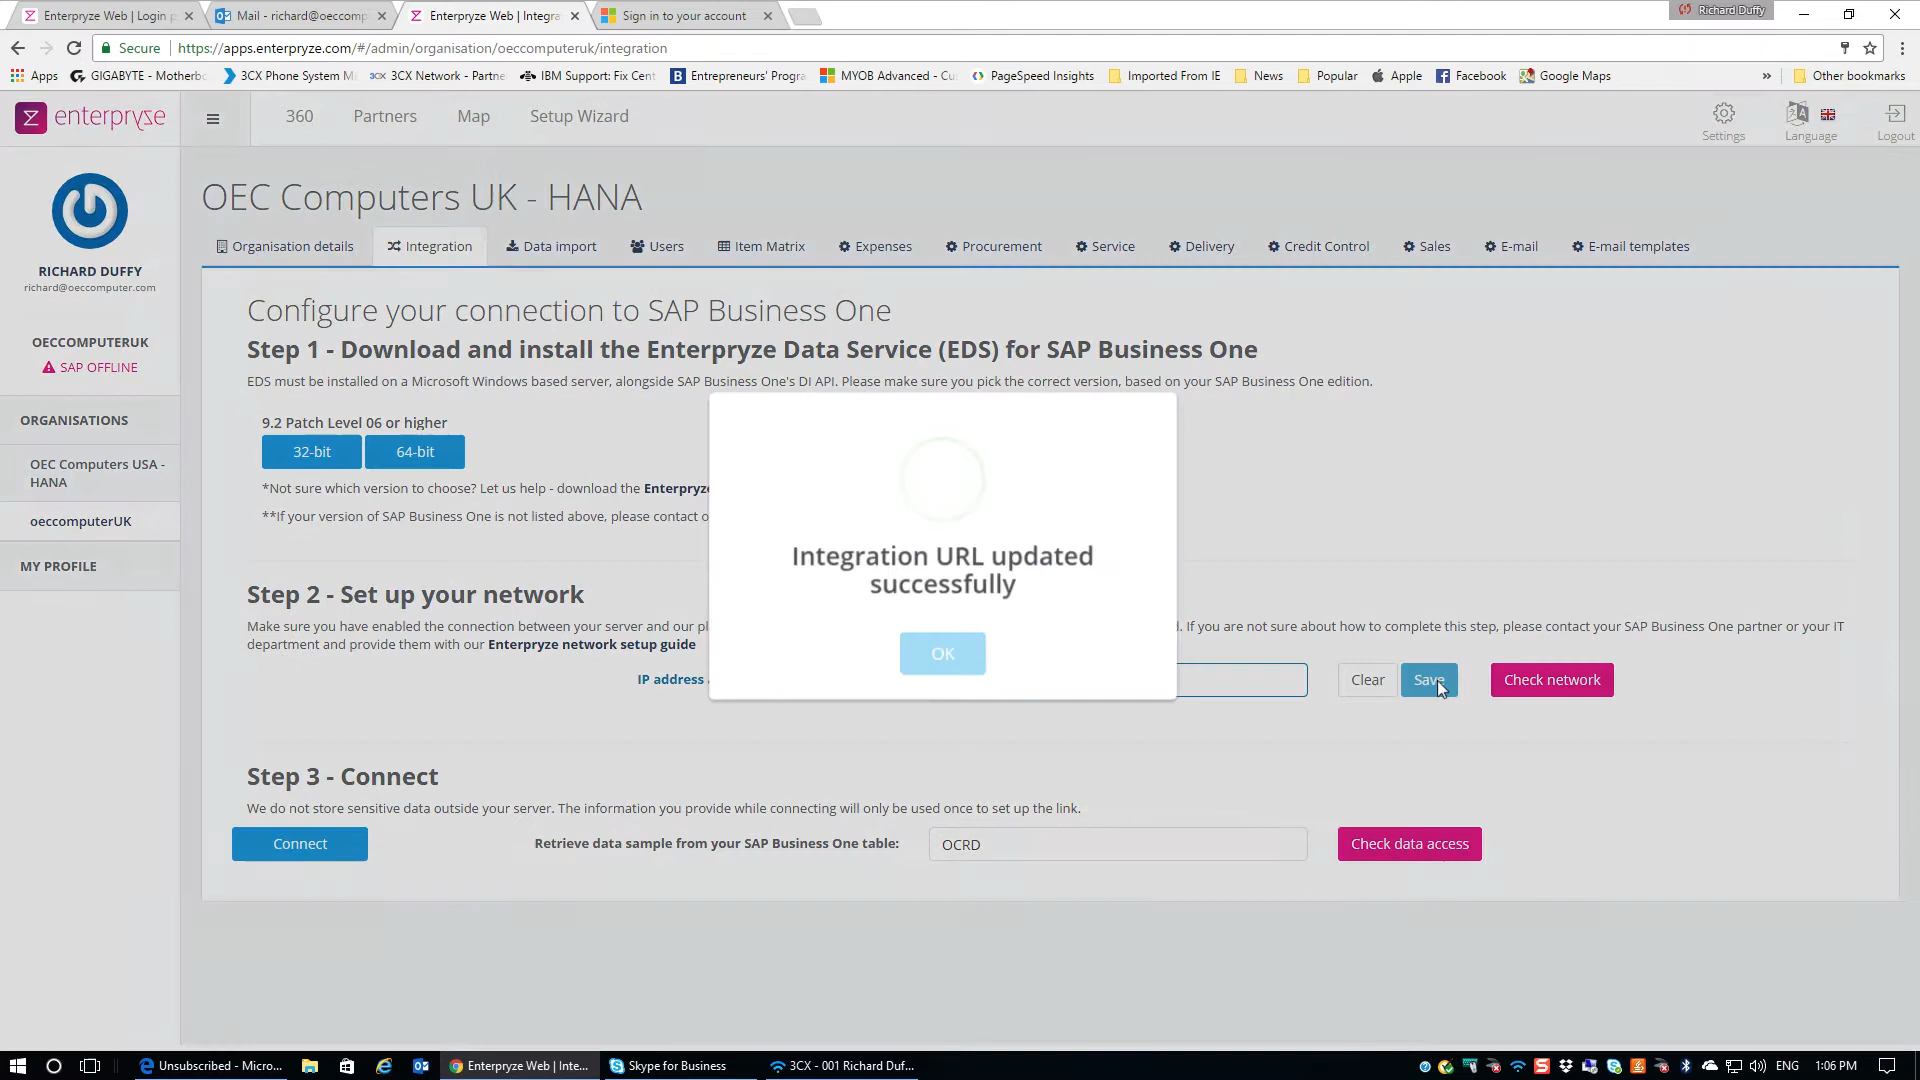 Enterpryze Web | Login p
Mail - richard@oeccomp
Enterpryze Web | Integra
Sign in to your account
Richard Duffy
Secure
https://apps.enterpryze.com/#/admin/organisation/oeccomputeruk/integration
Apps
GIGABYTE - Motherbo
3CX Phone System M
3CX Network - Partne
IBM Support: Fix Cent
Entrepreneurs' Progra
MYOB Advanced - Cu
PageSpeed Insights
Imported From IE
News
Popular
Apple
Facebook
Google Maps
»
Other bookmarks
enterpryze
360
Partners
Map
Setup Wizard
Settings
Language
Logout
RICHARD DUFFY
richard@oeccomputer.com
OECCOMPUTERUK
SAP OFFLINE
ORGANISATIONS
OEC Computers USA -
HANA
oeccomputerUK
MY PROFILE
OEC Computers UK - HANA
Organisation details
Integration
Data import
Users
Item Matrix
Expenses
Procurement
Service
Delivery
Credit Control
Sales
E-mail
E-mail templates
Configure your connection to SAP Business One
Step 1 - Download and install the Enterpryze Data Service (EDS) for SAP Business One
EDS must be installed on a Microsoft Windows based server, alongside SAP Business One's DI API. Please make sure you pick the correct version, based on your SAP Business One edition.
9.2 Patch Level 06 or higher
32-bit
64-bit
*Not sure which version to choose? Let us help - download the Enterpryze
**If your version of SAP Business One is not listed above, please contact o
Integration URL updated
successfully
OK
Step 2 - Set up your network
Make sure you have enabled the connection between your server and our pl
. If you are not sure about how to complete this step, please contact your SAP Business One partner or your IT
department and provide them with our Enterpryze network setup guide
IP address
Clear
Save
Check network
Step 3 - Connect
We do not store sensitive data outside your server. The information you provide while connecting will only be used once to set up the link.
Connect
Retrieve data sample from your SAP Business One table:
OCRD
Check data access
Unsubscribed - Micro...
Enterpryze Web | Inte...
Skype for Business
3CX - 001 Richard Duf...
ENG
1:06 PM